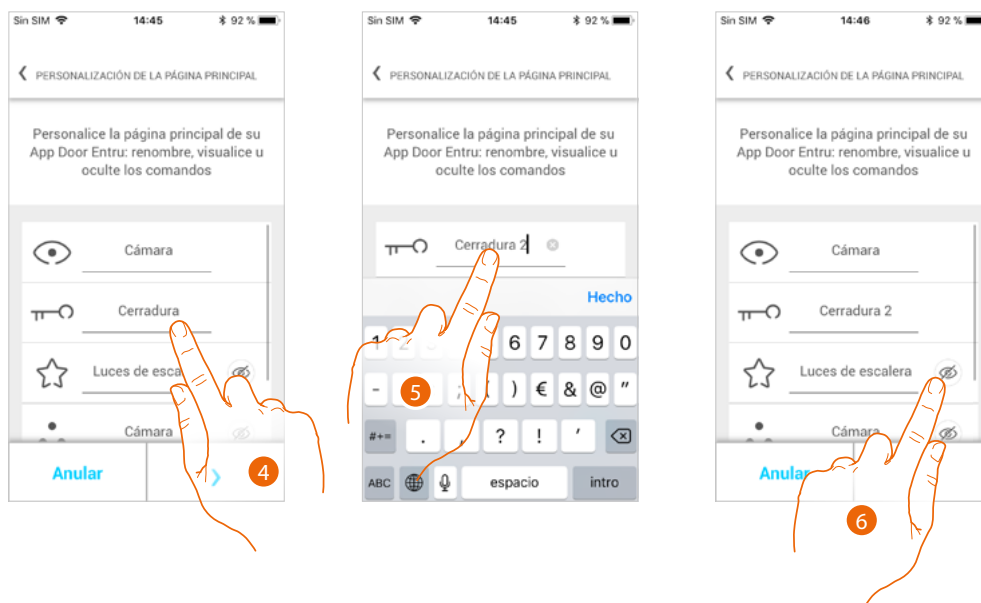 Sin SIM 14:45 92 %
PERSONALIZACIÓN DE LA PÁGINA PRINCIPAL
Personalice la página principal de su
App Door Entru: renombre, visualice u
oculte los comandos
Cámara
Cerradura
Luces de esca
Cámara
Anular
4
Sin SIM 14:45 92 %
PERSONALIZACIÓN DE LA PÁGINA PRINCIPAL
Personalice la página principal de su
App Door Entru: renombre, visualice u
oculte los comandos
Cerradura 2
Hecho
1 2 3 6 7 8 9 0
- ; ( ) € & @ "
5
#+= . , ? ! '
ABC espacio intro
Sin SIM 14:46 92 %
PERSONALIZACIÓN DE LA PÁGINA PRINCIPAL
Personalice la página principal de su
App Door Entru: renombre, visualice u
oculte los comandos
Cámara
Cerradura 2
Luces de escalera
Cámara
Anular
6